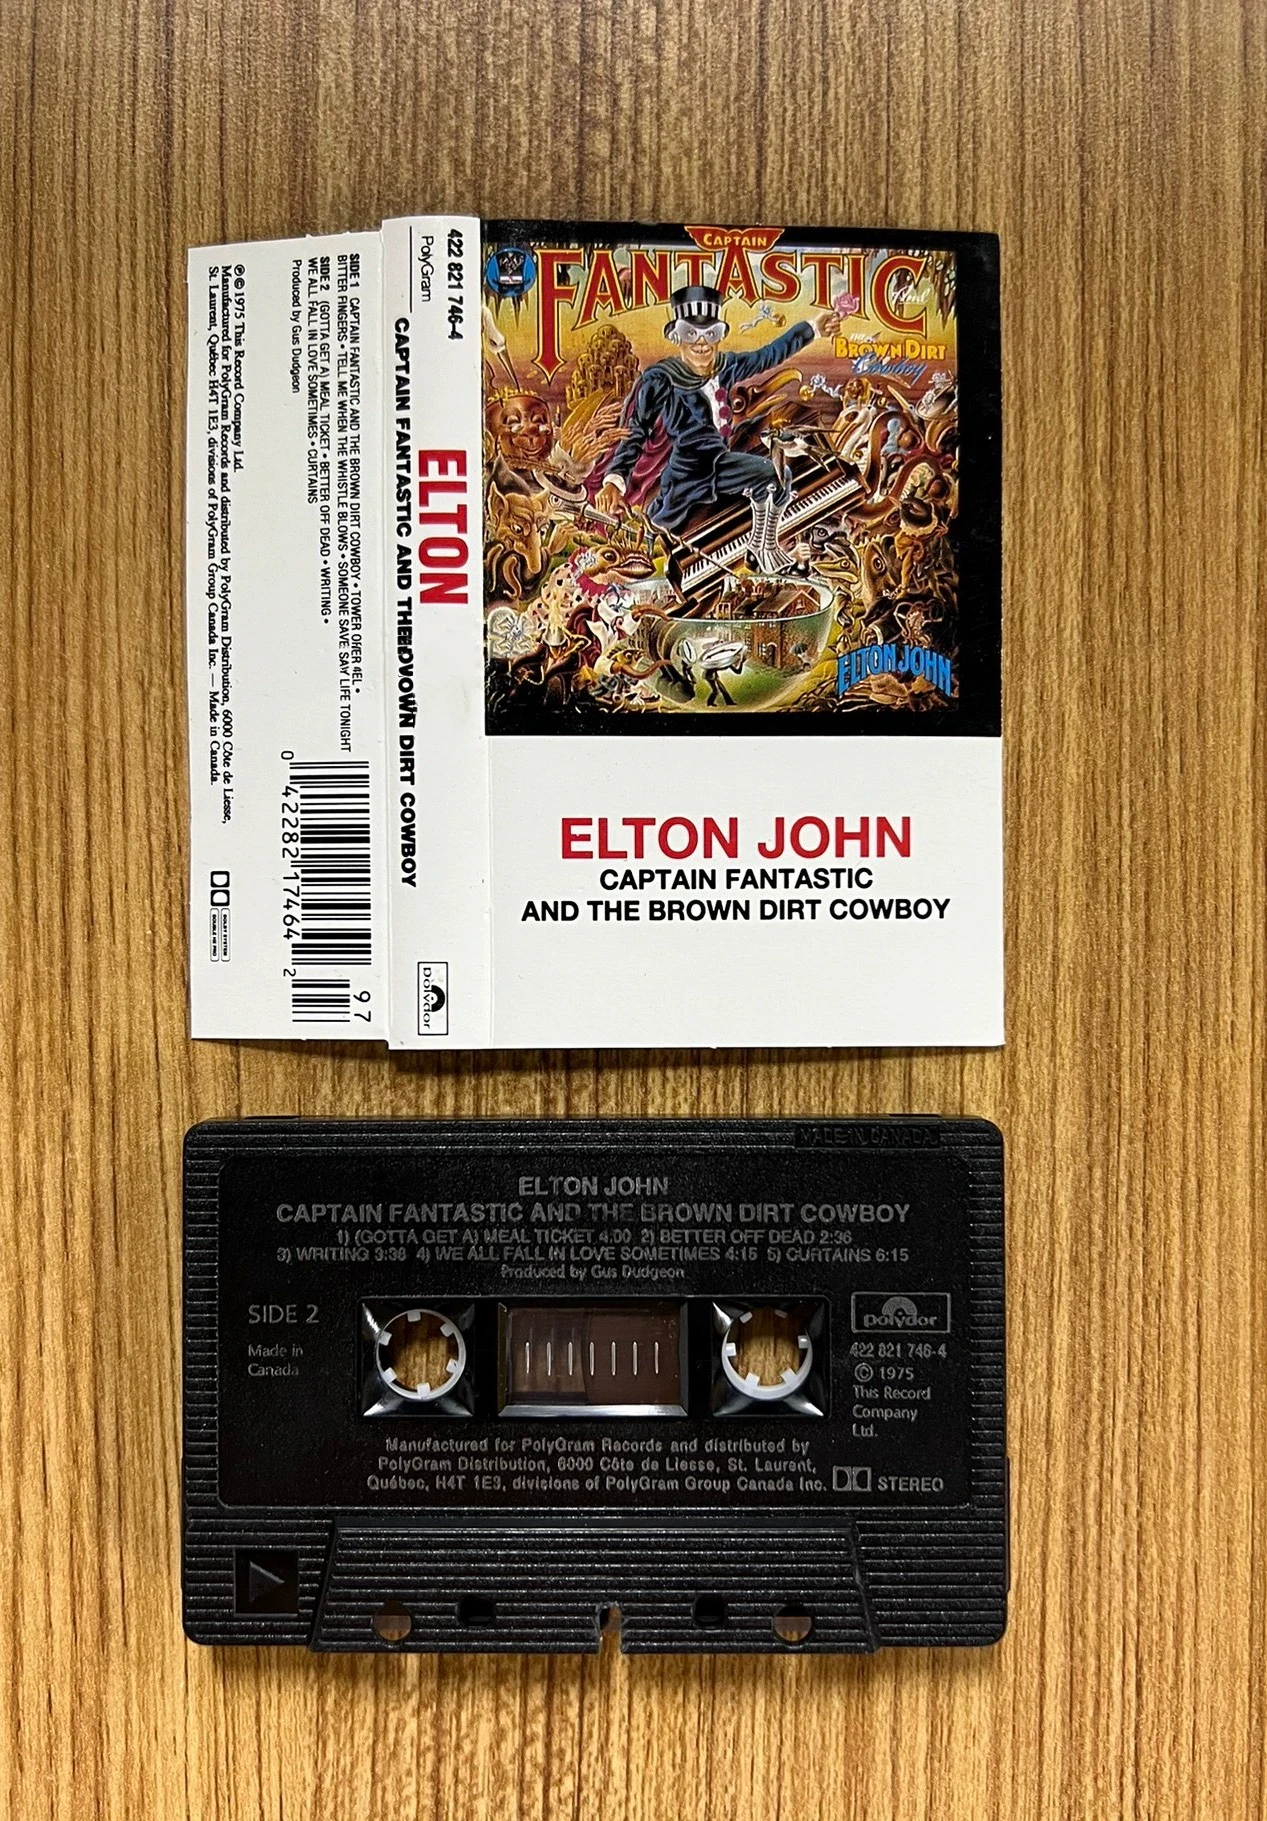 CAPTAIN
FANTASTIC
and
THE
BROWN DIRT
Cowboy
ELTON JOHN
ELTON JOHN
CAPTAIN FANTASTIC
AND THE BROWN DIRT COWBOY
422 821 746-4
PolyGram
ELTON
CAPTAIN FANTASTIC AND DIRT COWBOY
polydor
SIDE 1 CAPTAIN FANTASTIC AND THE BROWN DIRT COWBOY • TOWER •
BITTER FINGERS • TELL ME WHEN THE WHISTLE BLOWS • SOMEONE SAVE LIFE TONIGHT
SIDE 2 (GOTTA GET A) MEAL TICKET • BETTER OFF DEAD • WRITING •
WE ALL FALL IN LOVE SOMETIMES • CURTAINS
Produced by Gus Dudgeon
0 42282 17464 2
97
℗© 1975 This Record Company Ltd.
Manufactured for PolyGram Records and distributed by PolyGram Distribution, 6000 Côte de Liesse,
St. Laurent, Québec H4T 1E3, divisions of PolyGram Group Canada Inc. — Made in Canada.
DOLBY SYSTEM
DOUBLE HX PRO
MADE IN CANADA
ELTON JOHN
CAPTAIN FANTASTIC AND THE BROWN DIRT COWBOY
1) (GOTTA GET A) MEAL TICKET 4:00 2) BETTER OFF DEAD 2:36
3) WRITING 3:38 4) WE ALL FALL IN LOVE SOMETIMES 4:15 5) CURTAINS 6:15
Produced by Gus Dudgeon
SIDE 2
Made in
Canada
polydor
422 821 746-4
© 1975
This Record
Company
Ltd.
Manufactured for PolyGram Records and distributed by
PolyGram Distribution, 6000 Côte de Liesse, St. Laurent,
Québec, H4T 1E3, divisions of PolyGram Group Canada Inc.
STEREO